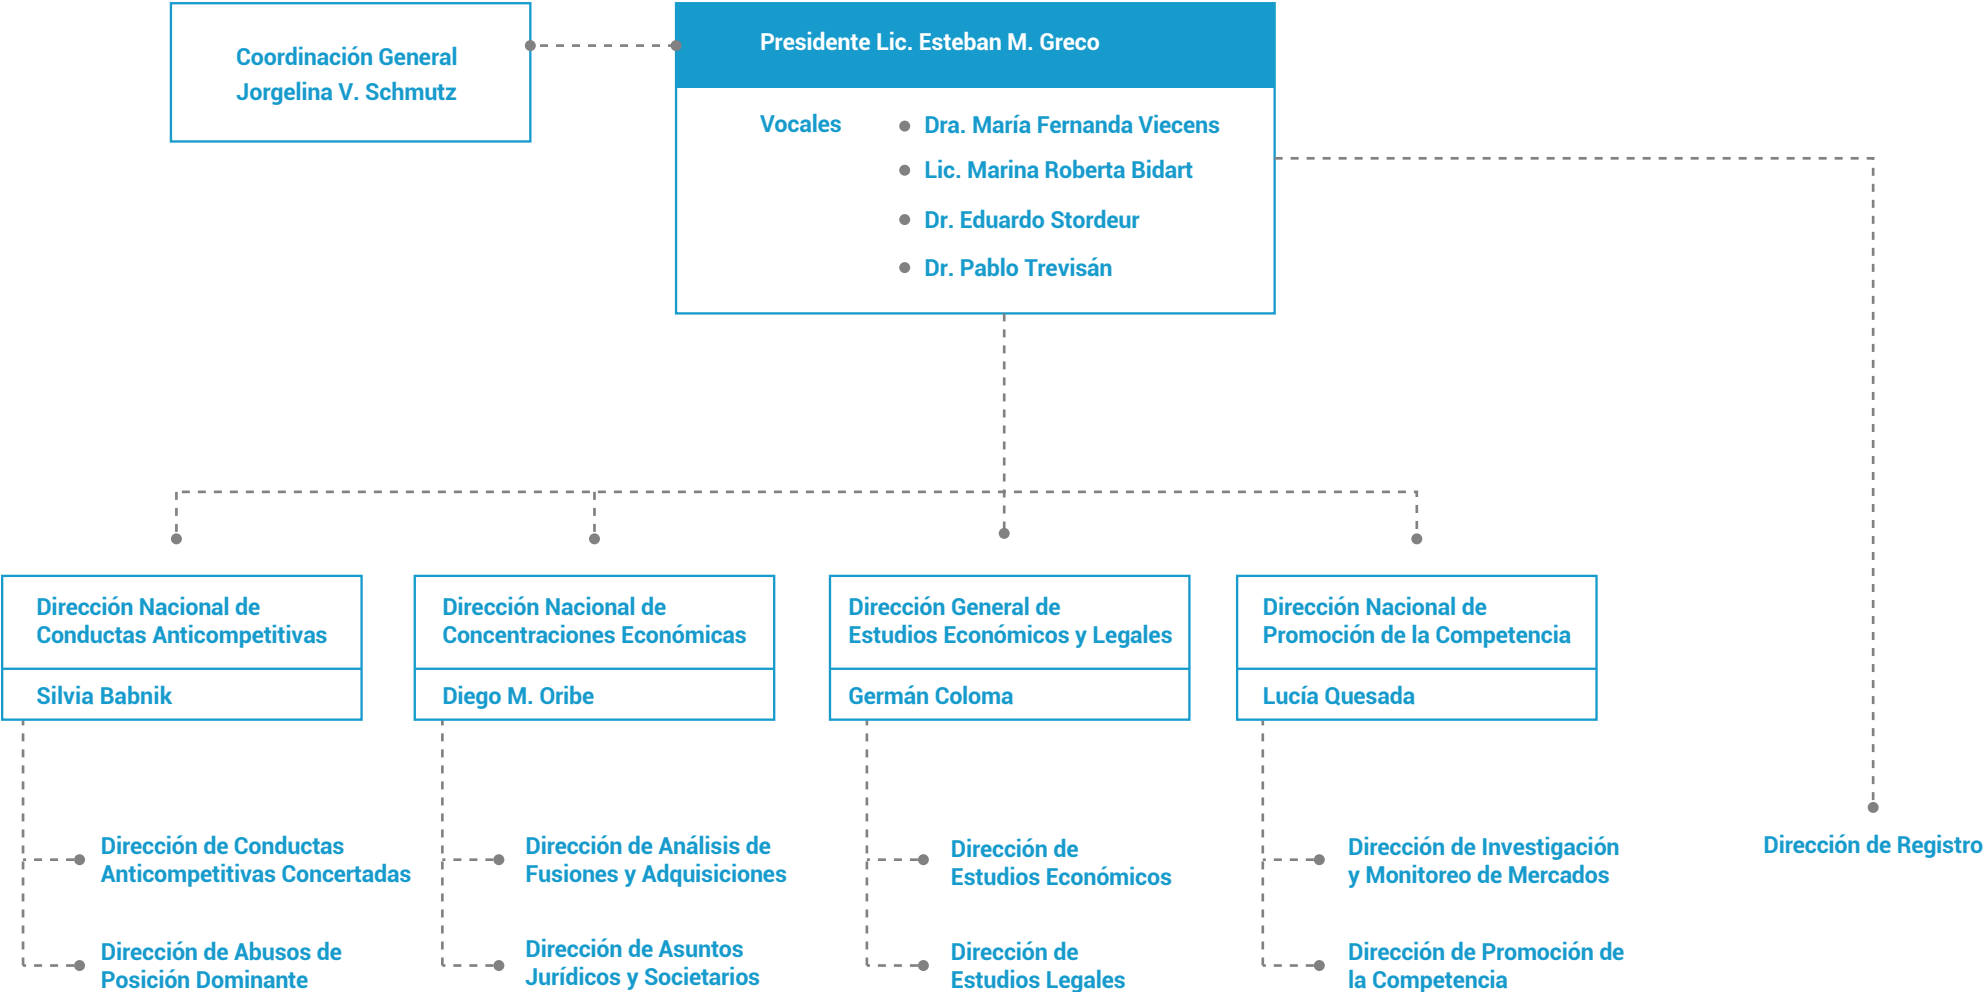 Coordinación General
Jorgelina V. Schmutz
Presidente Lic. Esteban M. Greco
Vocales
Dra. María Fernanda Viecens
Lic. Marina Roberta Bidart
Dr. Eduardo Stordeur
Dr. Pablo Trevisán
Dirección Nacional de
Conductas Anticompetitivas
Silvia Babnik
Dirección Nacional de
Concentraciones Económicas
Diego M. Oribe
Dirección General de
Estudios Económicos y Legales
Germán Coloma
Dirección Nacional de
Promoción de la Competencia
Lucía Quesada
Dirección de Conductas
Anticompetitivas Concertadas
Dirección de Abusos de
Posición Dominante
Dirección de Análisis de
Fusiones y Adquisiciones
Dirección de Asuntos
Jurídicos y Societarios
Dirección de
Estudios Económicos
Dirección de
Estudios Legales
Dirección de Investigación
y Monitoreo de Mercados
Dirección de Promoción de
la Competencia
Dirección de Registro